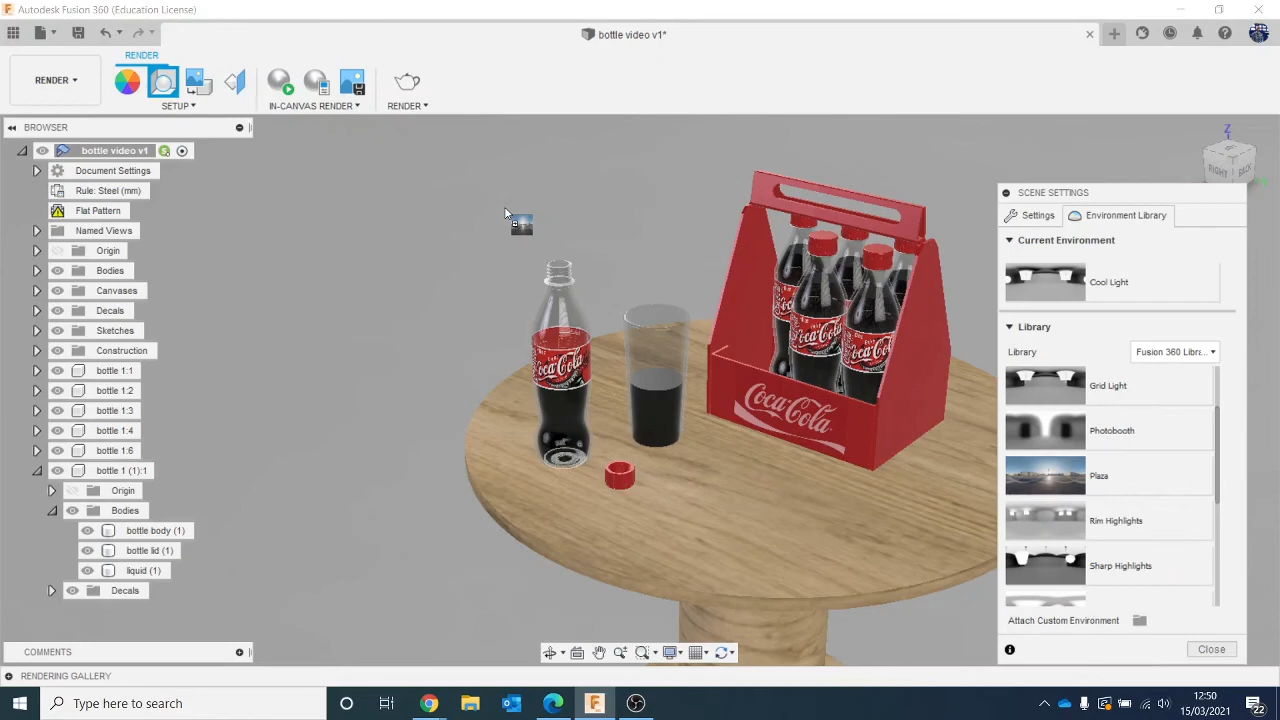 Autodesk Fusion 360 (Education License)
bottle video v1*
RENDER
RENDER
SETUP
IN-CANVAS RENDER
RENDER
BROWSER
bottle video v1
Document Settings
Rule: Steel (mm)
Flat Pattern
Named Views
Origin
Bodies
Canvases
Decals
Sketches
Construction
bottle 1:1
bottle 1:2
bottle 1:3
bottle 1:4
bottle 1:6
bottle 1 (1):1
Origin
Bodies
bottle body (1)
bottle lid (1)
liquid (1)
Decals
COMMENTS
RENDERING GALLERY
Coca-Cola
Coca-Cola
Coca-Cola
Coca-Cola
Z
RIGHT
BACK
SCENE SETTINGS
Settings
Environment Library
Current Environment
Cool Light
Library
Library
Fusion 360 Libra...
Grid Light
Photobooth
Plaza
Rim Highlights
Sharp Highlights
Attach Custom Environment
Close
Type here to search
12:50
15/03/2021
22